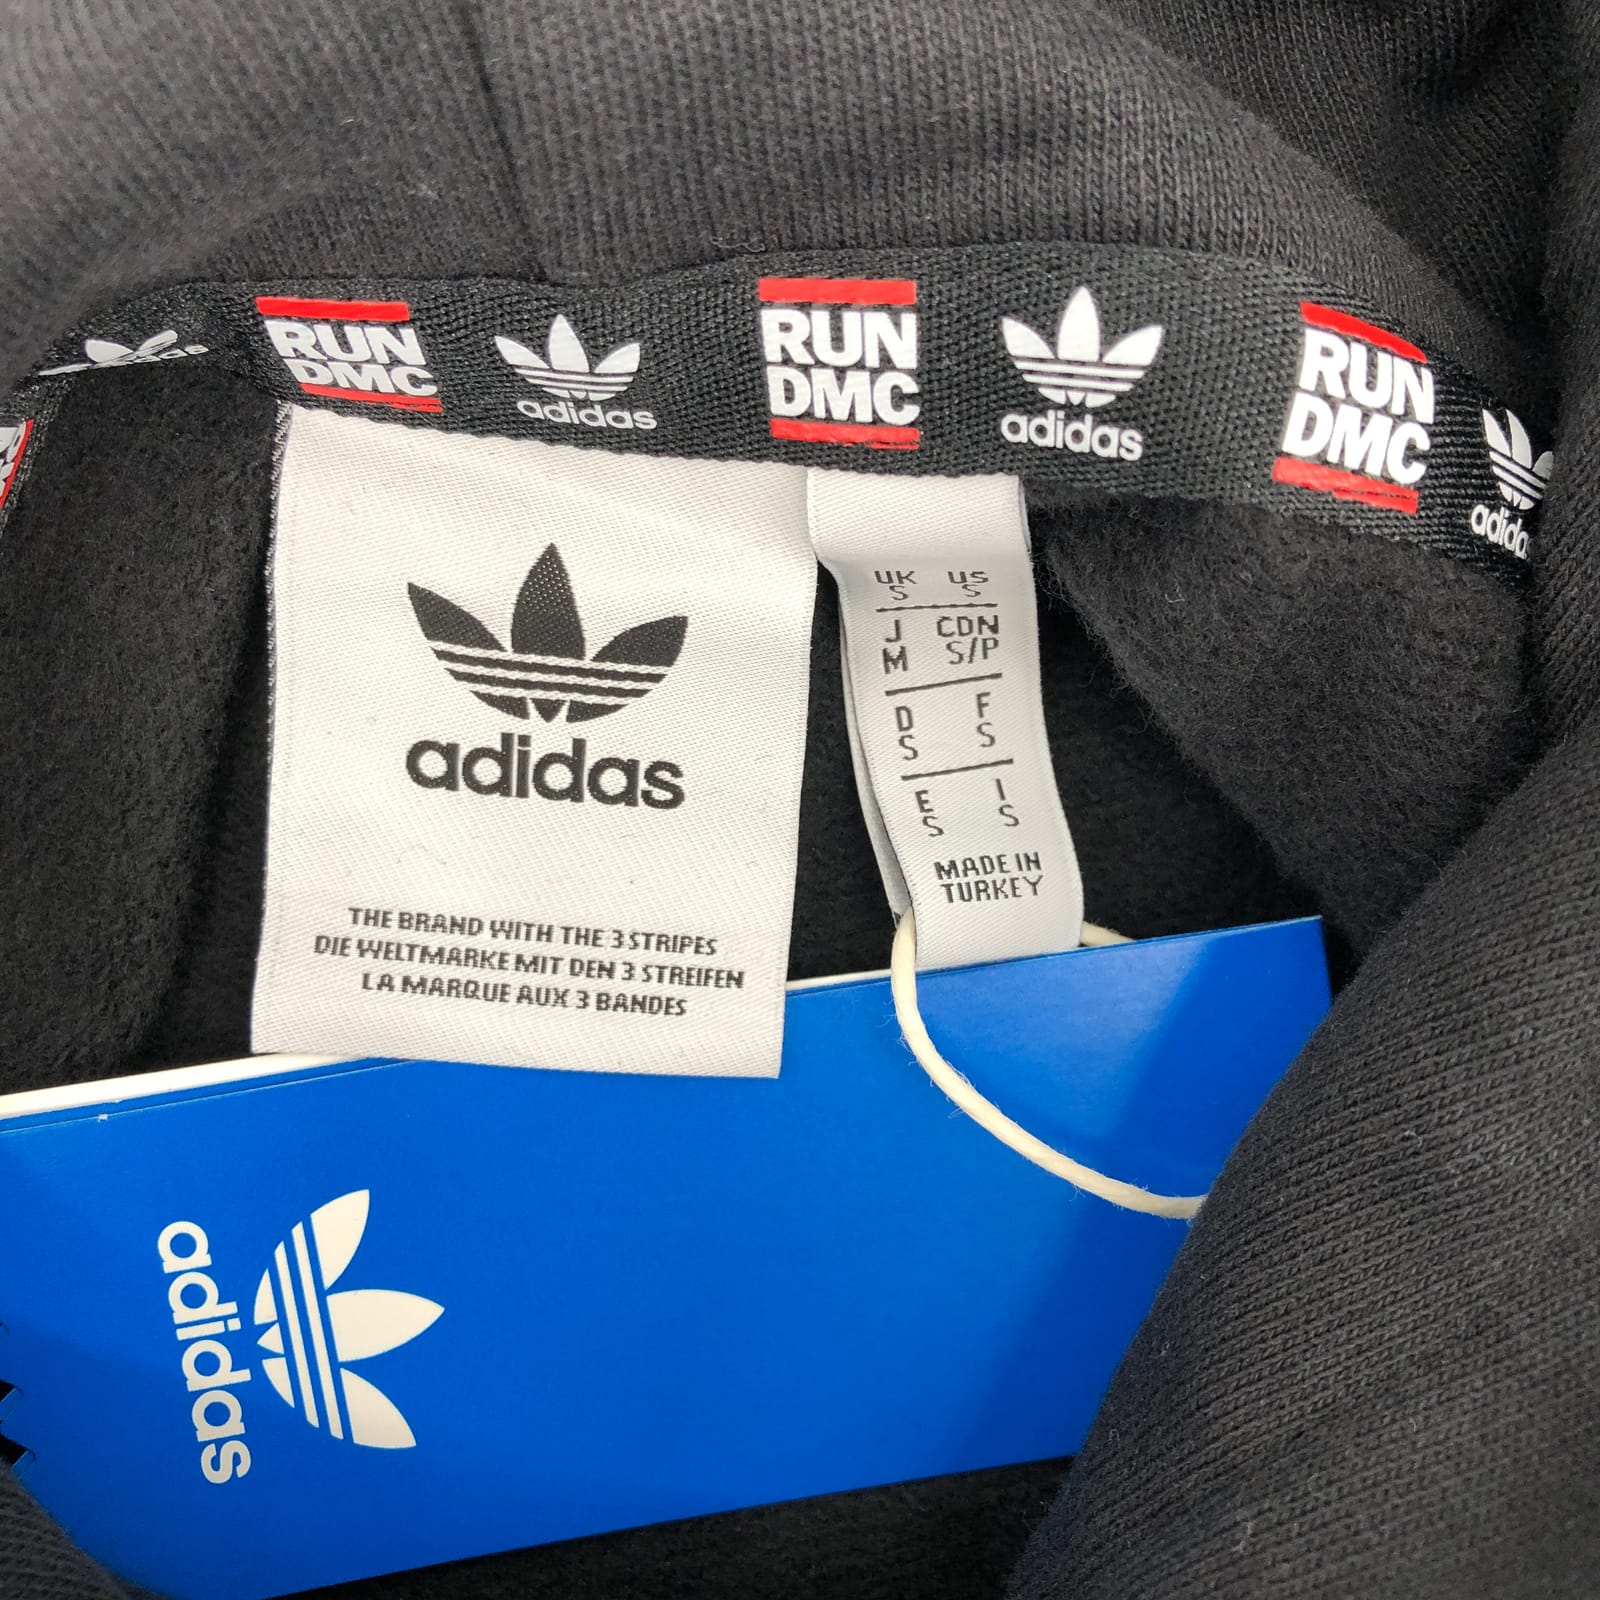 adidas
RUN
DMC
adidas
RUN
DMC
adidas
RUN
DMC
adidas
adidas
THE BRAND WITH THE 3 STRIPES
DIE WELTMARKE MIT DEN 3 STREIFEN
LA MARQUE AUX 3 BANDES
UK US
S S
J CDN
M S/P
D F
S S
E I
S S
MADE IN
TURKEY
adidas